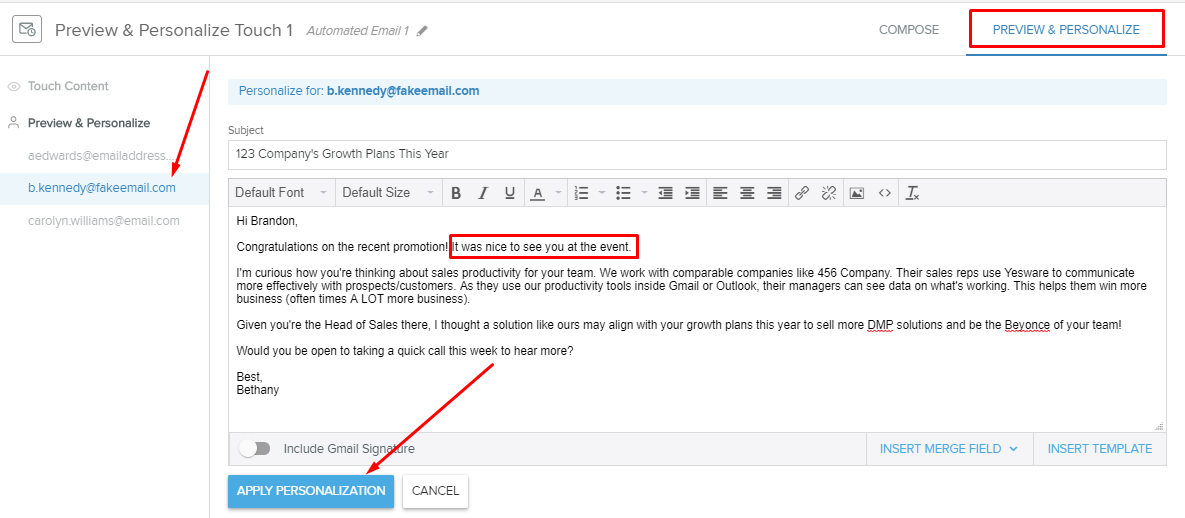 Preview & Personalize Touch 1 Automated Email 1 COMPOSE PREVIEW & PERSONALIZE
Touch Content
Preview & Personalize
aedwards@emailaddress...
b.kennedy@fakeemail.com
carolyn.williams@email.com
Personalize for: b.kennedy@fakeemail.com
Subject
123 Company's Growth Plans This Year
Default Font Default Size B I U A
Hi Brandon,
Congratulations on the recent promotion! It was nice to see you at the event.
I'm curious how you're thinking about sales productivity for your team. We work with comparable companies like 456 Company. Their sales reps use Yesware to communicate
more effectively with prospects/customers. As they use our productivity tools inside Gmail or Outlook, their managers can see data on what's working. This helps them win more
business (often times A LOT more business).
Given you're the Head of Sales there, I thought a solution like ours may align with your growth plans this year to sell more DMP solutions and be the Beyonce of your team!
Would you be open to taking a quick call this week to hear more?
Best,
Bethany
Include Gmail Signature INSERT MERGE FIELD INSERT TEMPLATE
APPLY PERSONALIZATION CANCEL